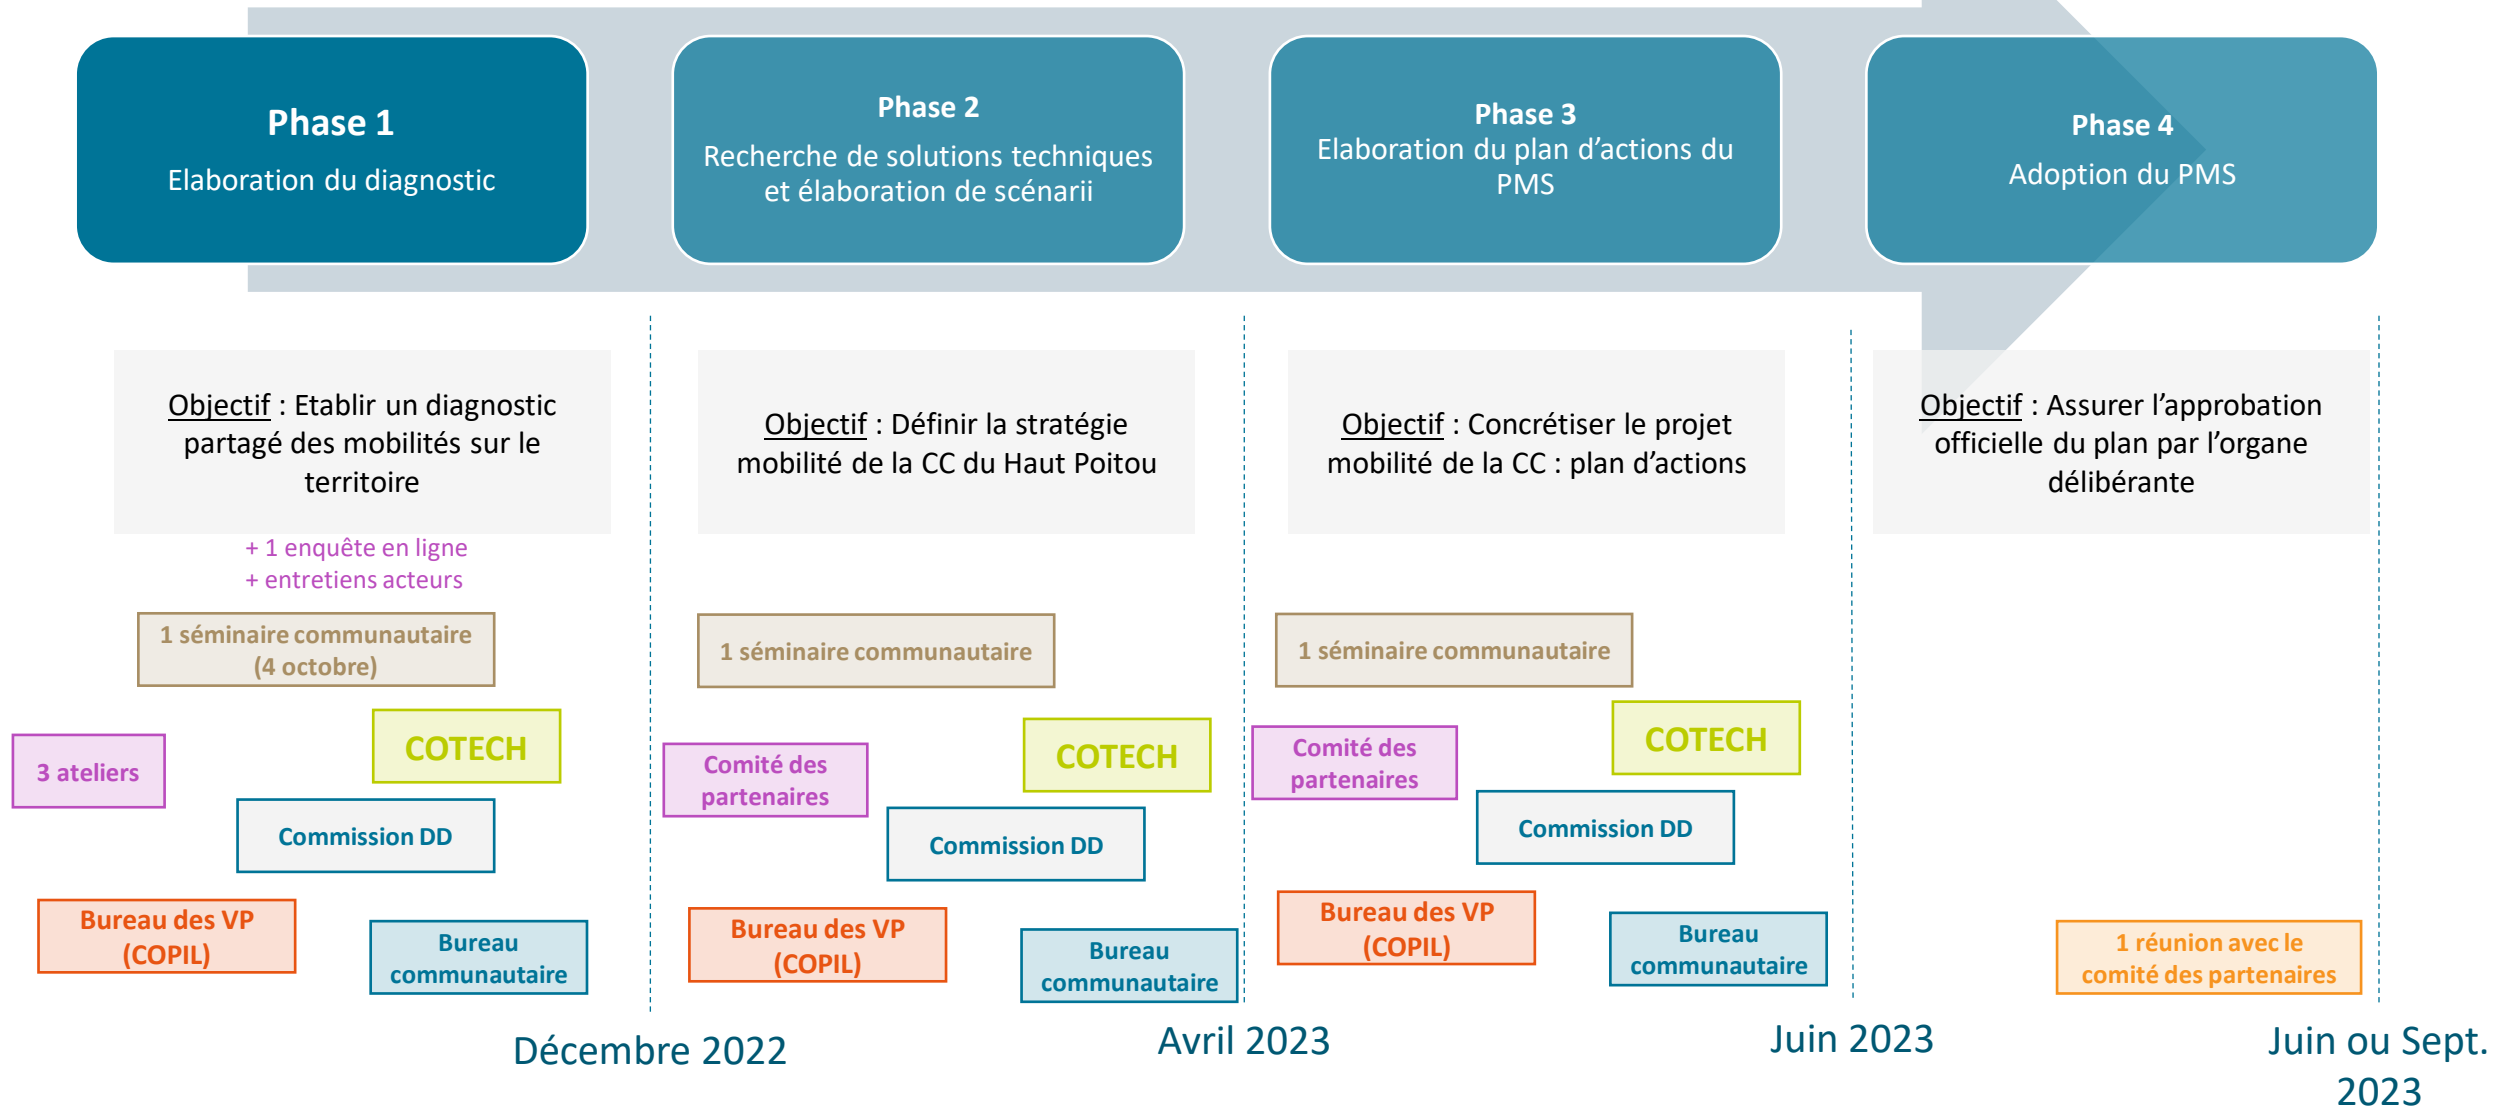 Phase 1
Elaboration du diagnostic
Phase 2
Recherche de solutions techniques
et élaboration de scénarii
Phase 3
Elaboration du plan d'actions du
PMS
Phase 4
Adoption du PMS
Objectif : Etablir un diagnostic
partagé des mobilités sur le
territoire
+ 1 enquête en ligne
+ entretiens acteurs
1 séminaire communautaire
(4 octobre)
3 ateliers
COTECH
Commission DD
Bureau des VP
(COPIL)
Bureau
communautaire
Décembre 2022
Objectif : Définir la stratégie
mobilité de la CC du Haut Poitou
1 séminaire communautaire
Comité des
partenaires
COTECH
Commission DD
Bureau des VP
(COPIL)
Bureau
communautaire
Avril 2023
Objectif : Concrétiser le projet
mobilité de la CC : plan d'actions
1 séminaire communautaire
Comité des
partenaires
COTECH
Commission DD
Bureau des VP
(COPIL)
Bureau
communautaire
Juin 2023
Objectif : Assurer l'approbation
officielle du plan par l'organe
délibérante
1 réunion avec le
comité des partenaires
Juin ou Sept.
2023